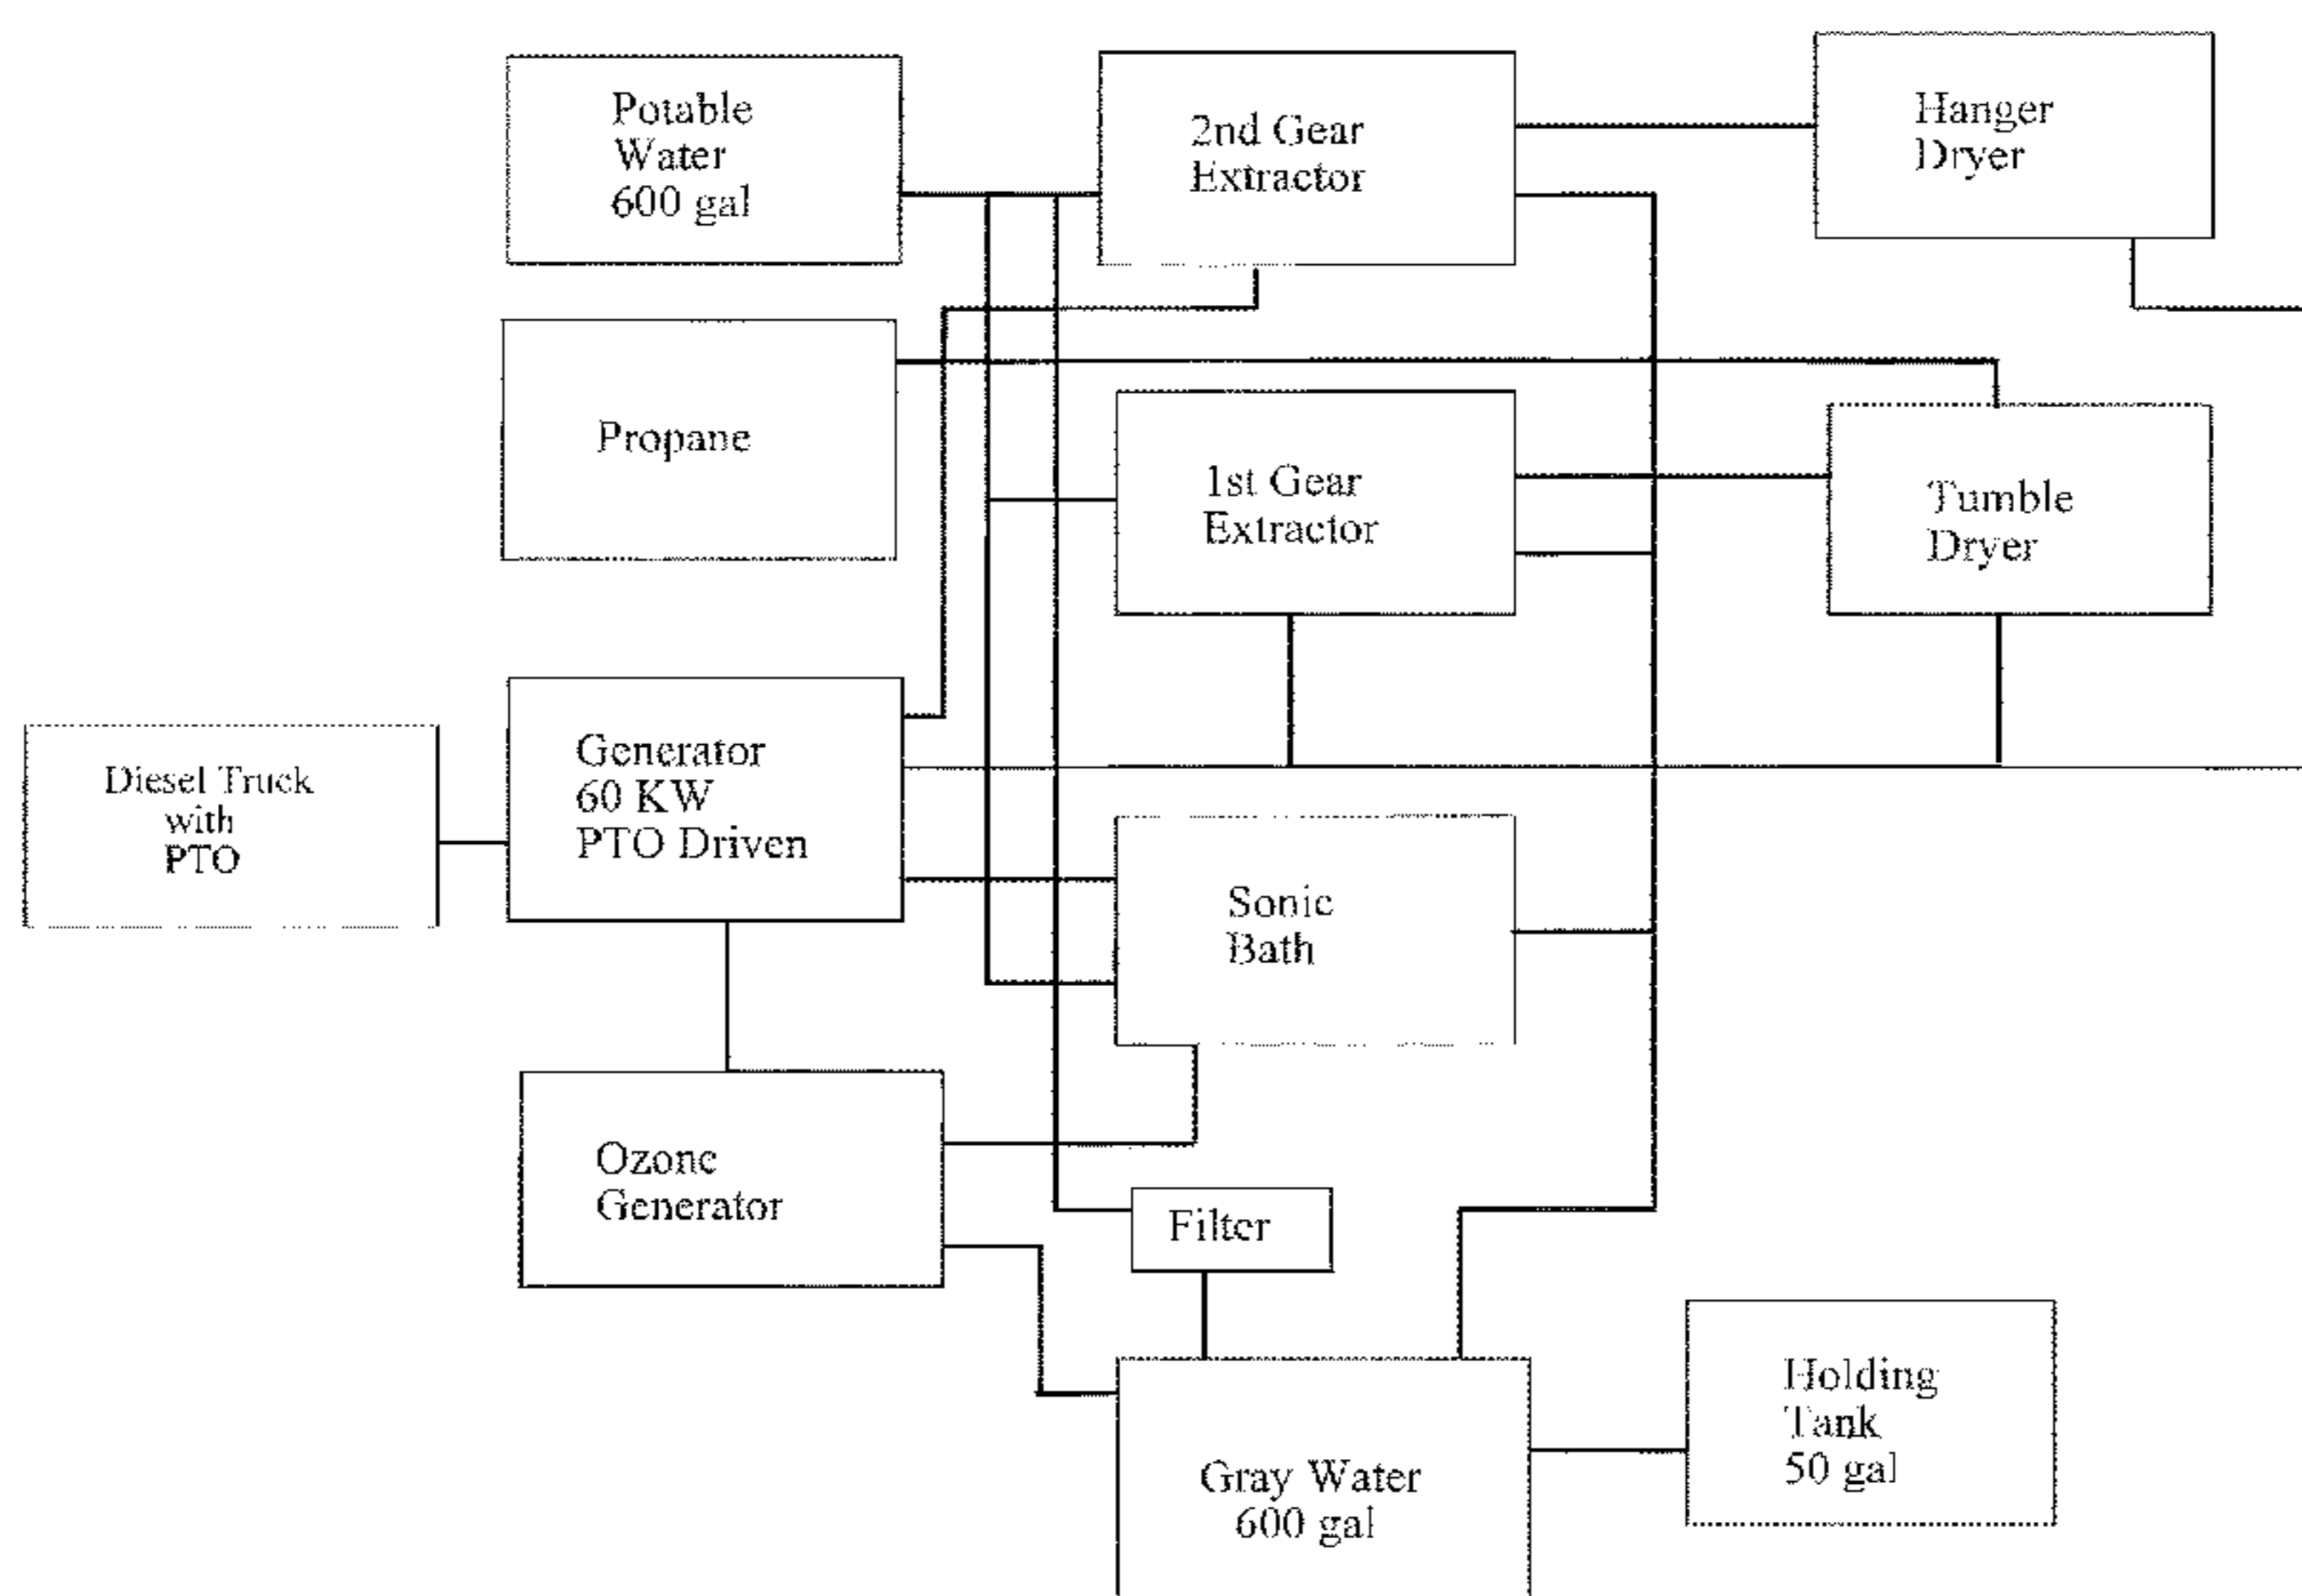 Potable
Water
600 gal
2nd Gear
Extractor
Hanger
Dryer
Propane
1st Gear
Extractor
Tumble
Dryer
Diesel Truck
with
PTO
Generator
60 KW
PTO Driven
Sonic
Bath
Ozone
Generator
Filter
Holding
Tank
50 gal
Gray Water
600 gal